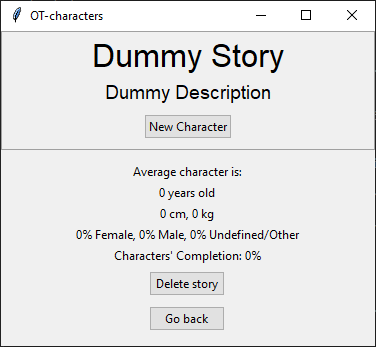 OT-characters
Dummy Story
Dummy Description
New Character
Average character is:
0 years old
0 cm, 0 kg
0% Female, 0% Male, 0% Undefined/Other
Characters' Completion: 0%
Delete story
Go back